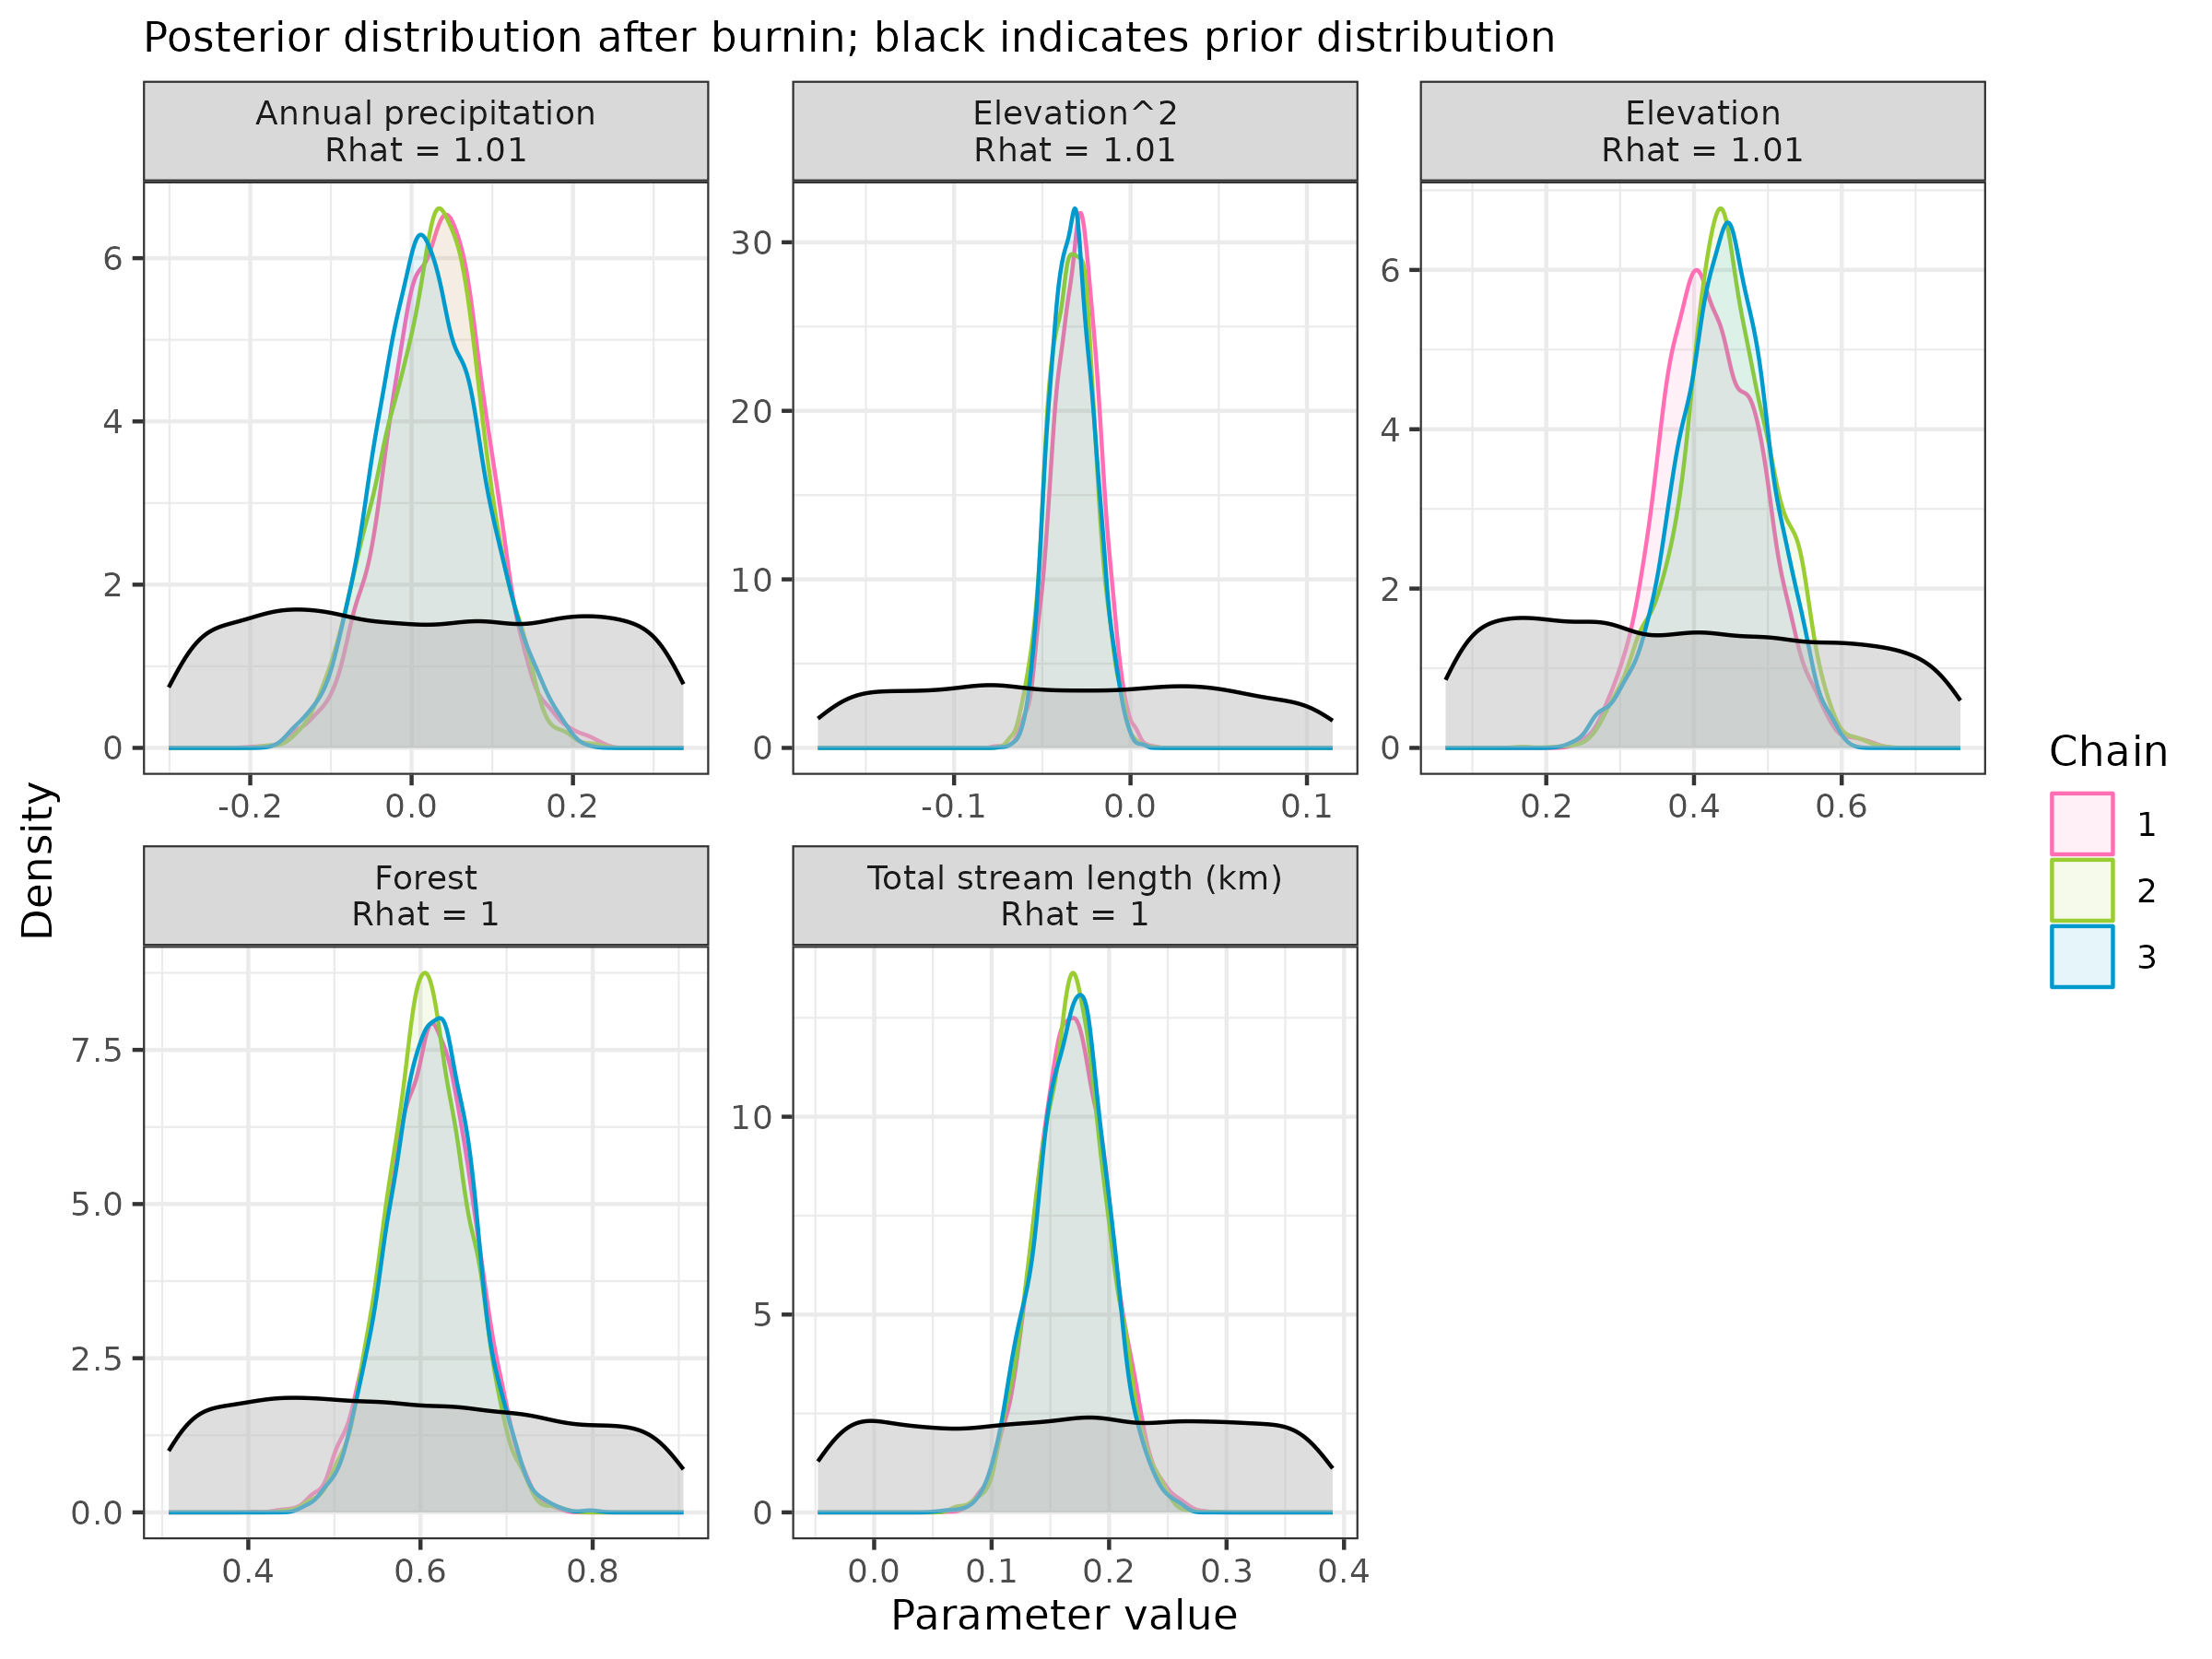 Posterior distribution after burnin; black indicates prior distribution
Annual precipitation
Rhat = 1.01
Elevation^2
Rhat = 1.01
Elevation
Rhat = 1.01
6
4
2
0
-0.2 0.0 0.2
30
20
10
0
-0.1 0.0 0.1
6
4
2
0
0.2 0.4 0.6
Density
Forest
Rhat = 1
Total stream length (km)
Rhat = 1
7.5
5.0
2.5
0.0
0.4 0.6 0.8
10
5
0
0.0 0.1 0.2 0.3 0.4
Parameter value
Chain
1
2
3